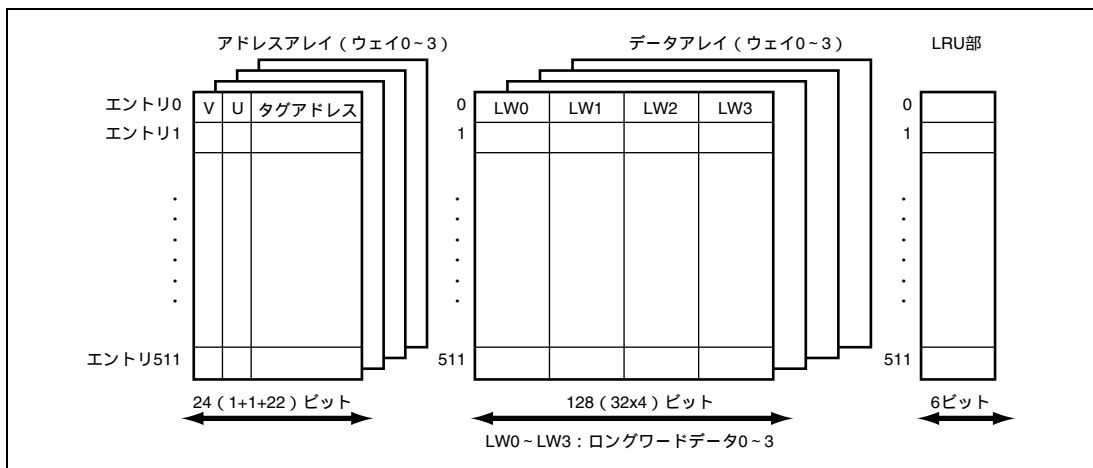 アドレスアレイ（ウェイ0～3） データアレイ（ウェイ0～3） LRU部
エントリ0 V U タグアドレス 0 LW0 LW1 LW2 LW3 0
エントリ1 1 1
エントリ511 511 511
24（1+1+22）ビット 128（32x4）ビット 6ビット
LW0～LW3：ロングワードデータ0～3